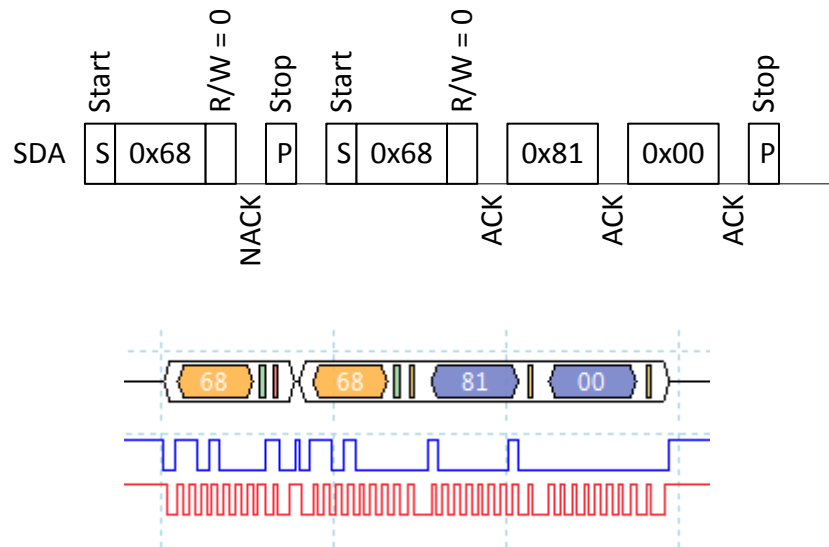 Start
R/W = 0
Stop
Start
R/W = 0
Stop
SDA
S
0x68
P
S
0x68
0x81
0x00
P
NACK
ACK
ACK
ACK
68
68
81
00